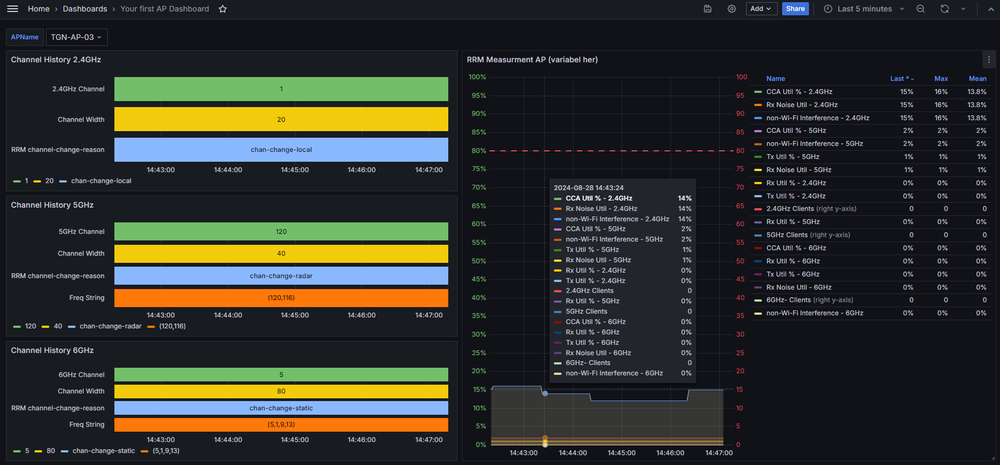 Home › Dashboards › Your first AP Dashboard
Add
Share
Last 5 minutes
APName
TGN-AP-03
Channel History 2.4GHz
2.4GHz Channel 1
Channel Width 20
RRM channel-change-reason chan-change-local
14:43:00 14:44:00 14:45:00 14:46:00 14:47:00
1 20 chan-change-local
Channel History 5GHz
5GHz Channel 120
Channel Width 40
RRM channel-change-reason chan-change-radar
Freq String (120,116)
14:43:00 14:44:00 14:45:00 14:46:00 14:47:00
120 40 chan-change-radar (120,116)
Channel History 6GHz
6GHz Channel 5
Channel Width 80
RRM channel-change-reason chan-change-static
Freq String (5,1,9,13)
14:43:00 14:44:00 14:45:00 14:46:00 14:47:00
5 80 chan-change-static (5,1,9,13)
RRM Measurment AP (variabel her)
100% 100
95% 95
90% 90
85% 85
80% 80
75% 75
70% 70
65% 65
60% 60
55% 55
50% 50
45% 45
40% 40
35% 35
30% 30
25% 25
20% 20
15% 15
10% 10
5% 5
0% 0
14:43:00 14:44:00 14:45:00 14:46:00 14:47:00
2024-08-28 14:43:24
CCA Util % - 2.4GHz 14%
Rx Noise Util - 2.4GHz 14%
non-Wi-Fi Interference - 2.4GHz 14%
CCA Util % - 5GHz 2%
non-Wi-Fi Interference - 5GHz 2%
Tx Util % - 5GHz 1%
Rx Noise Util - 5GHz 1%
Rx Util % - 2.4GHz 0%
Tx Util % - 2.4GHz 0%
2.4GHz Clients 0
Rx Util % - 5GHz 0%
5GHz Clients 0
CCA Util % - 6GHz 0%
Rx Util % - 6GHz 0%
Tx Util % - 6GHz 0%
Rx Noise Util - 6GHz 0%
6GHz- Clients 0
non-Wi-Fi Interference - 6GHz 0%
Name Last * Max Mean
CCA Util % - 2.4GHz 15% 16% 13.8%
Rx Noise Util - 2.4GHz 15% 16% 13.8%
non-Wi-Fi Interference - 2.4GHz 15% 16% 13.8%
CCA Util % - 5GHz 2% 2% 2%
non-Wi-Fi Interference - 5GHz 2% 2% 2%
Tx Util % - 5GHz 1% 1% 1%
Rx Noise Util - 5GHz 1% 1% 1%
Rx Util % - 2.4GHz 0% 0% 0%
Tx Util % - 2.4GHz 0% 0% 0%
2.4GHz Clients (right y-axis) 0 0 0
Rx Util % - 5GHz 0% 0% 0%
5GHz Clients (right y-axis) 0 0 0
CCA Util % - 6GHz 0% 0% 0%
Rx Util % - 6GHz 0% 0% 0%
Tx Util % - 6GHz 0% 0% 0%
Rx Noise Util - 6GHz 0% 0% 0%
6GHz- Clients (right y-axis) 0 0 0
non-Wi-Fi Interference - 6GHz 0% 0% 0%